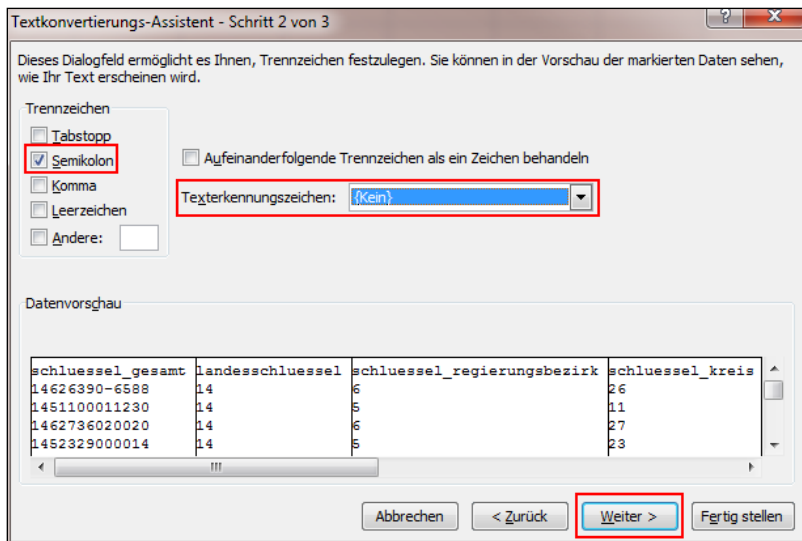 Textkonvertierungs-Assistent - Schritt 2 von 3
Dieses Dialogfeld ermöglicht es Ihnen, Trennzeichen festzulegen. Sie können in der Vorschau der markierten Daten sehen,
wie Ihr Text erscheinen wird.
Trennzeichen
Tabstopp
Semikolon
Komma
Leerzeichen
Andere:
Aufeinanderfolgende Trennzeichen als ein Zeichen behandeln
Texterkennungszeichen: {Kein}
Datenvorschau
schluessel_gesamt landesschluessel schluessel_regierungsbezirk schluessel_kreis
14626390-6588 14 6 26
1451100011230 14 5 11
1462736020020 14 6 27
1452329000014 14 5 23
Abbrechen < Zurück Weiter > Fertig stellen